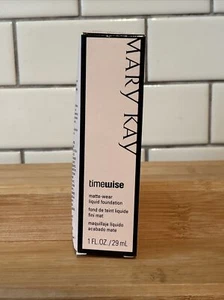 MARY KAY
timewise
matte-wear
liquid foundation
fond de teint liquide
fini mat
maquillaje líquido
acabado mate
1 FL. OZ./29 mL